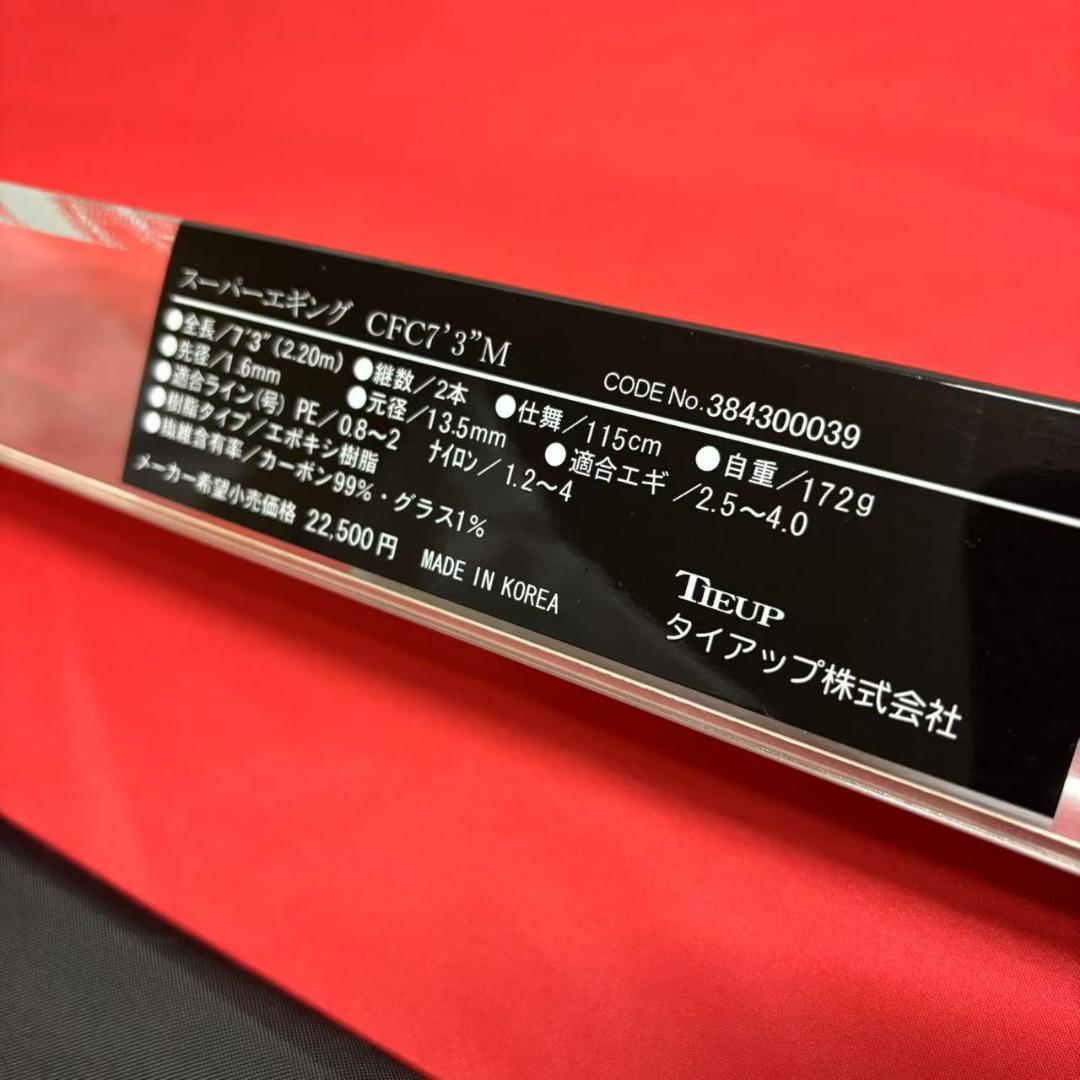 スーパーエギング CFC7'3"M
CODE No.384300039
●全長/7'3"(2.20m) ●継数/2本 ●仕舞/115cm ●自重/172g
●先径/1.6mm ●元径/13.5mm ●適合エギ/2.5〜4.0
●適合ライン(号) PE/0.8〜2 ナイロン/1.2〜4
●樹脂タイプ/エポキシ樹脂
●繊維含有率/カーボン99%・グラス1%
メーカー希望小売価格 22,500円 MADE IN KOREA
TIEUP
タイアップ株式会社